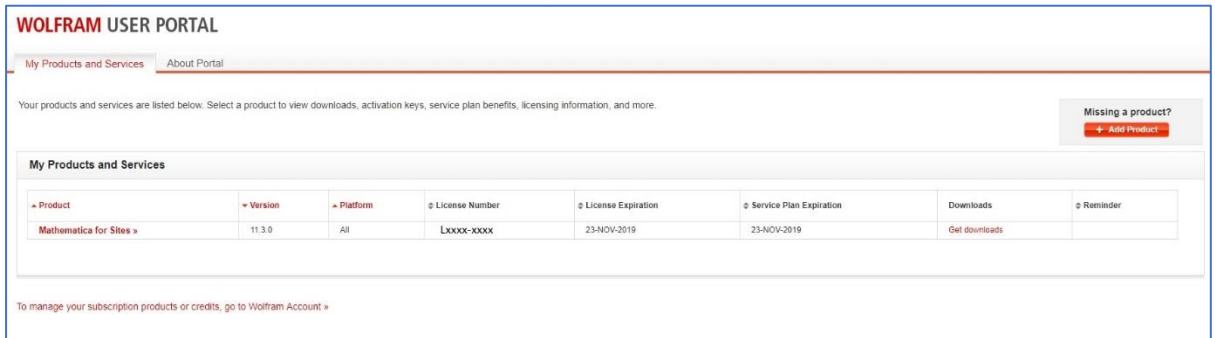 WOLFRAM USER PORTAL
My Products and Services About Portal
Your products and services are listed below. Select a product to view downloads, activation keys, service plan benefits, licensing information, and more.
Missing a product?
+ Add Product
My Products and Services
Product Version Platform License Number License Expiration Service Plan Expiration Downloads Reminder
Mathematica for Sites » 11.3.0 All Lxxxx-xxxx 23-NOV-2019 23-NOV-2019 Get downloads
To manage your subscription products or credits, go to Wolfram Account »